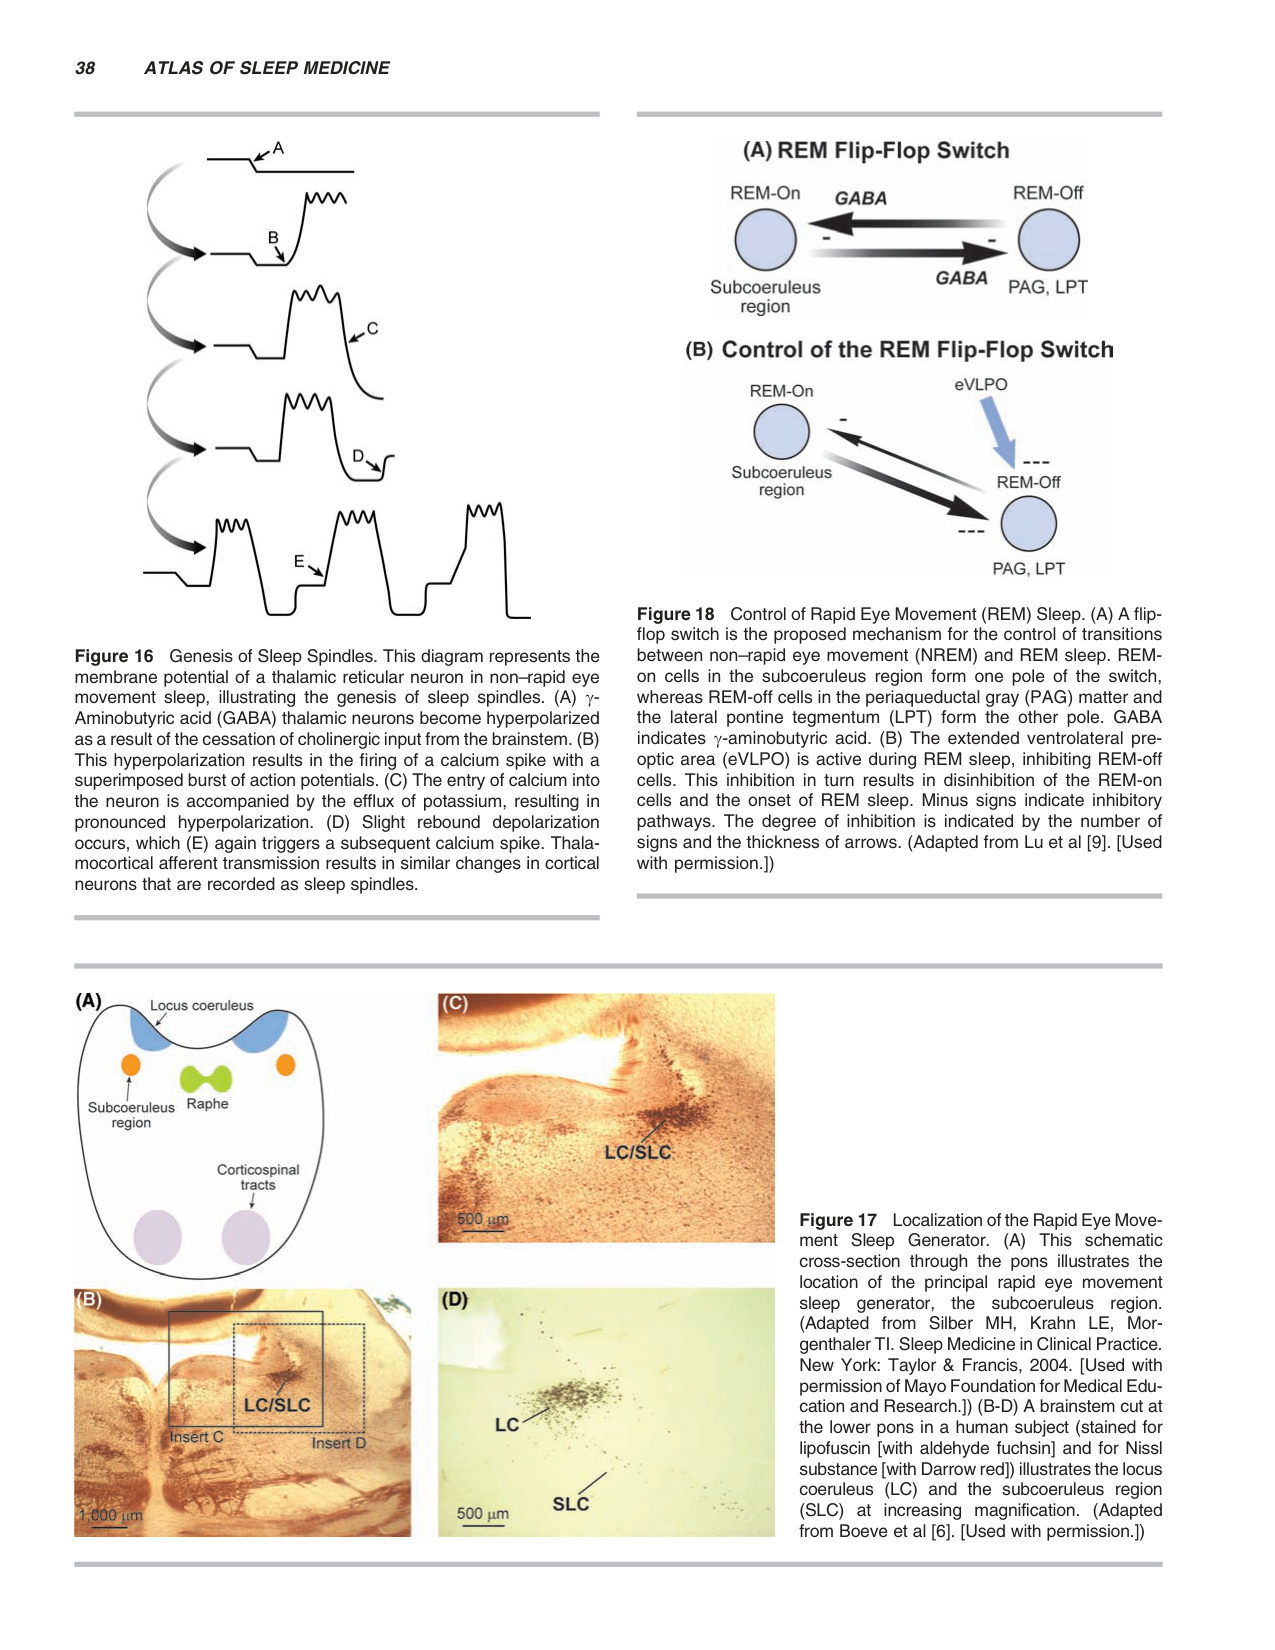 38 ATLAS OF SLEEP MEDICINE
A
B
C
D
E
Figure 16 Genesis of Sleep Spindles. This diagram represents the
membrane potential of a thalamic reticular neuron in non–rapid eye
movement sleep, illustrating the genesis of sleep spindles. (A) γ-
Aminobutyric acid (GABA) thalamic neurons become hyperpolarized
as a result of the cessation of cholinergic input from the brainstem. (B)
This hyperpolarization results in the firing of a calcium spike with a
superimposed burst of action potentials. (C) The entry of calcium into
the neuron is accompanied by the efflux of potassium, resulting in
pronounced hyperpolarization. (D) Slight rebound depolarization
occurs, which (E) again triggers a subsequent calcium spike. Thala-
mocortical afferent transmission results in similar changes in cortical
neurons that are recorded as sleep spindles.
(A) REM Flip-Flop Switch
REM-On
GABA
REM-Off
-
-
GABA
Subcoeruleus
region
PAG, LPT
(B) Control of the REM Flip-Flop Switch
REM-On
eVLPO
-
---
Subcoeruleus
region
REM-Off
---
PAG, LPT
Figure 18 Control of Rapid Eye Movement (REM) Sleep. (A) A flip-
flop switch is the proposed mechanism for the control of transitions
between non–rapid eye movement (NREM) and REM sleep. REM-
on cells in the subcoeruleus region form one pole of the switch,
whereas REM-off cells in the periaqueductal gray (PAG) matter and
the lateral pontine tegmentum (LPT) form the other pole. GABA
indicates γ-aminobutyric acid. (B) The extended ventrolateral pre-
optic area (eVLPO) is active during REM sleep, inhibiting REM-off
cells. This inhibition in turn results in disinhibition of the REM-on
cells and the onset of REM sleep. Minus signs indicate inhibitory
pathways. The degree of inhibition is indicated by the number of
signs and the thickness of arrows. (Adapted from Lu et al [9]. [Used
with permission.])
(A)
Locus coeruleus
Subcoeruleus
region
Raphe
Corticospinal
tracts
(B)
LC/SLC
Insert C
Insert D
1,000 μm
(C)
LC/SLC
500 μm
(D)
LC
SLC
500 μm
Figure 17 Localization of the Rapid Eye Move-
ment Sleep Generator. (A) This schematic
cross-section through the pons illustrates the
location of the principal rapid eye movement
sleep generator, the subcoeruleus region.
(Adapted from Silber MH, Krahn LE, Mor-
genthaler TI. Sleep Medicine in Clinical Practice.
New York: Taylor & Francis, 2004. [Used with
permission of Mayo Foundation for Medical Edu-
cation and Research.]) (B-D) A brainstem cut at
the lower pons in a human subject (stained for
lipofuscin [with aldehyde fuchsin] and for Nissl
substance [with Darrow red]) illustrates the locus
coeruleus (LC) and the subcoeruleus region
(SLC) at increasing magnification. (Adapted
from Boeve et al [6]. [Used with permission.])